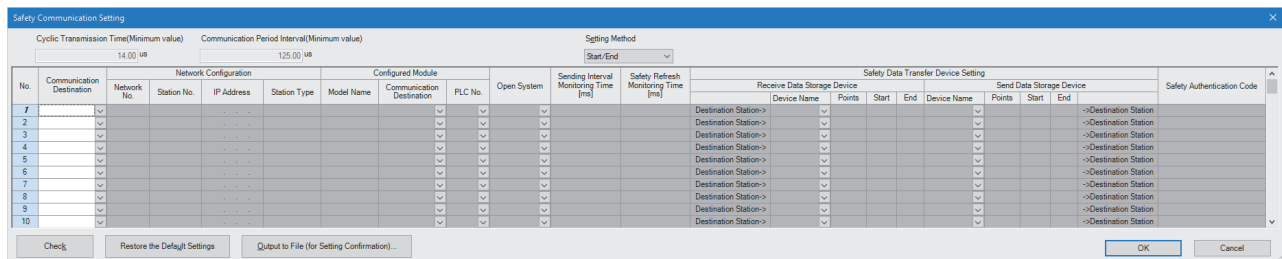 Safety Communication Setting
Cyclic Transmission Time(Minimum value) Communication Period Interval(Minimum value) Setting Method
14.00 us 125.00 us Start/End
No. Communication Destination Network Configuration Configured Module Open System Sending Interval Monitoring Time [ms] Safety Refresh Monitoring Time [ms] Safety Data Transfer Device Setting Safety Authentication Code
Network No. Station No. IP Address Station Type Model Name Communication Destination PLC No. Receive Data Storage Device Send Data Storage Device
Device Name Points Start End Device Name Points Start End
1 . . . Destination Station-> ->Destination Station
2 . . . Destination Station-> ->Destination Station
3 . . . Destination Station-> ->Destination Station
4 . . . Destination Station-> ->Destination Station
5 . . . Destination Station-> ->Destination Station
6 . . . Destination Station-> ->Destination Station
7 . . . Destination Station-> ->Destination Station
8 . . . Destination Station-> ->Destination Station
9 . . . Destination Station-> ->Destination Station
10 . . . Destination Station-> ->Destination Station
Check Restore the Default Settings Output to File (for Setting Confirmation)... OK Cancel